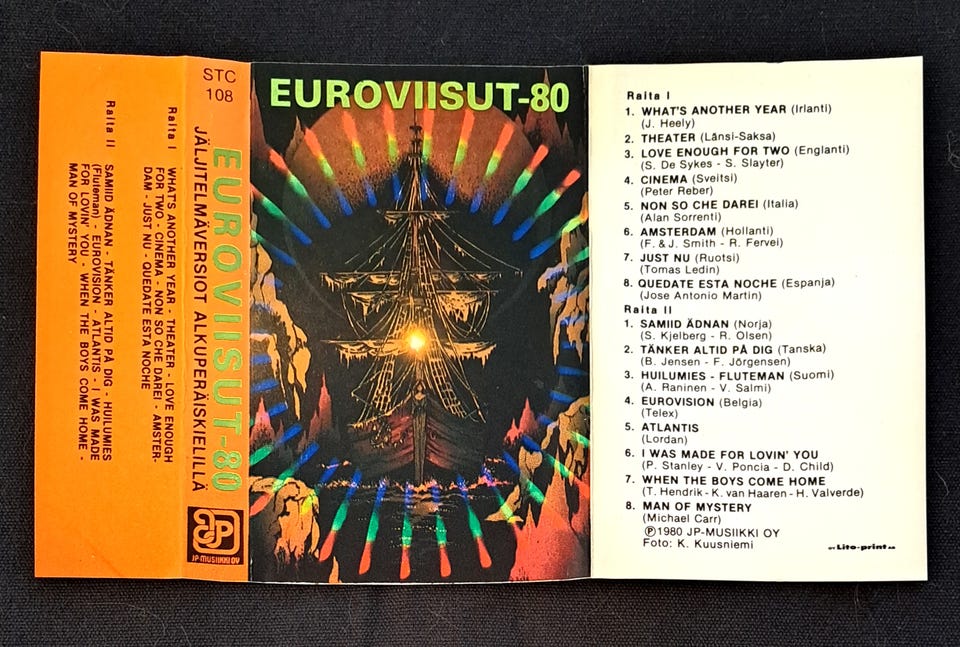 Raita I WHAT'S ANOTHER YEAR - THEATER - LOVE ENOUGH
FOR TWO - CINEMA - NON SO CHE DAREI - AMSTER-
DAM - JUST NU - QUEDATE ESTA NOCHE
Raita II SAMIID ÄDNAN - TÄNKER ALTID PÅ DIG - HUILUMIES
(Fluteman) - EUROVISION - ATLANTIS - I WAS MADE
FOR LOVIN' YOU - WHEN THE BOYS COME HOME -
MAN OF MYSTERY
STC
108
EUROVIISUT-80
JÄLJITELMÄVERSIOT ALKUPERÄISKIELILLÄ
JP
JP-MUSIIKKI OY
EUROVIISUT-80
Raita I
1. WHAT'S ANOTHER YEAR (Irlanti)
(J. Heely)
2. THEATER (Länsi-Saksa)
3. LOVE ENOUGH FOR TWO (Englanti)
(S. De Sykes - S. Slayter)
4. CINEMA (Sveitsi)
(Peter Reber)
5. NON SO CHE DAREI (Italia)
(Alan Sorrenti)
6. AMSTERDAM (Hollanti)
(F. & J. Smith - R. Fervei)
7. JUST NU (Ruotsi)
(Tomas Ledin)
8. QUEDATE ESTA NOCHE (Espanja)
(Jose Antonio Martin)
Raita II
1. SAMIID ÄDNAN (Norja)
(S. Kjelberg - R. Olsen)
2. TÄNKER ALTID PÅ DIG (Tanska)
(B. Jensen - F. Jörgensen)
3. HUILUMIES - FLUTEMAN (Suomi)
(A. Raninen - V. Salmi)
4. EUROVISION (Belgia)
(Telex)
5. ATLANTIS
(Lordan)
6. I WAS MADE FOR LOVIN' YOU
(P. Stanley - V. Poncia - D. Child)
7. WHEN THE BOYS COME HOME
(T. Hendrik - K. van Haaren - H. Valverde)
8. MAN OF MYSTERY
(Michael Carr)
Ⓟ1980 JP-MUSIIKKI OY
Foto: K. Kuusniemi
Lito-print